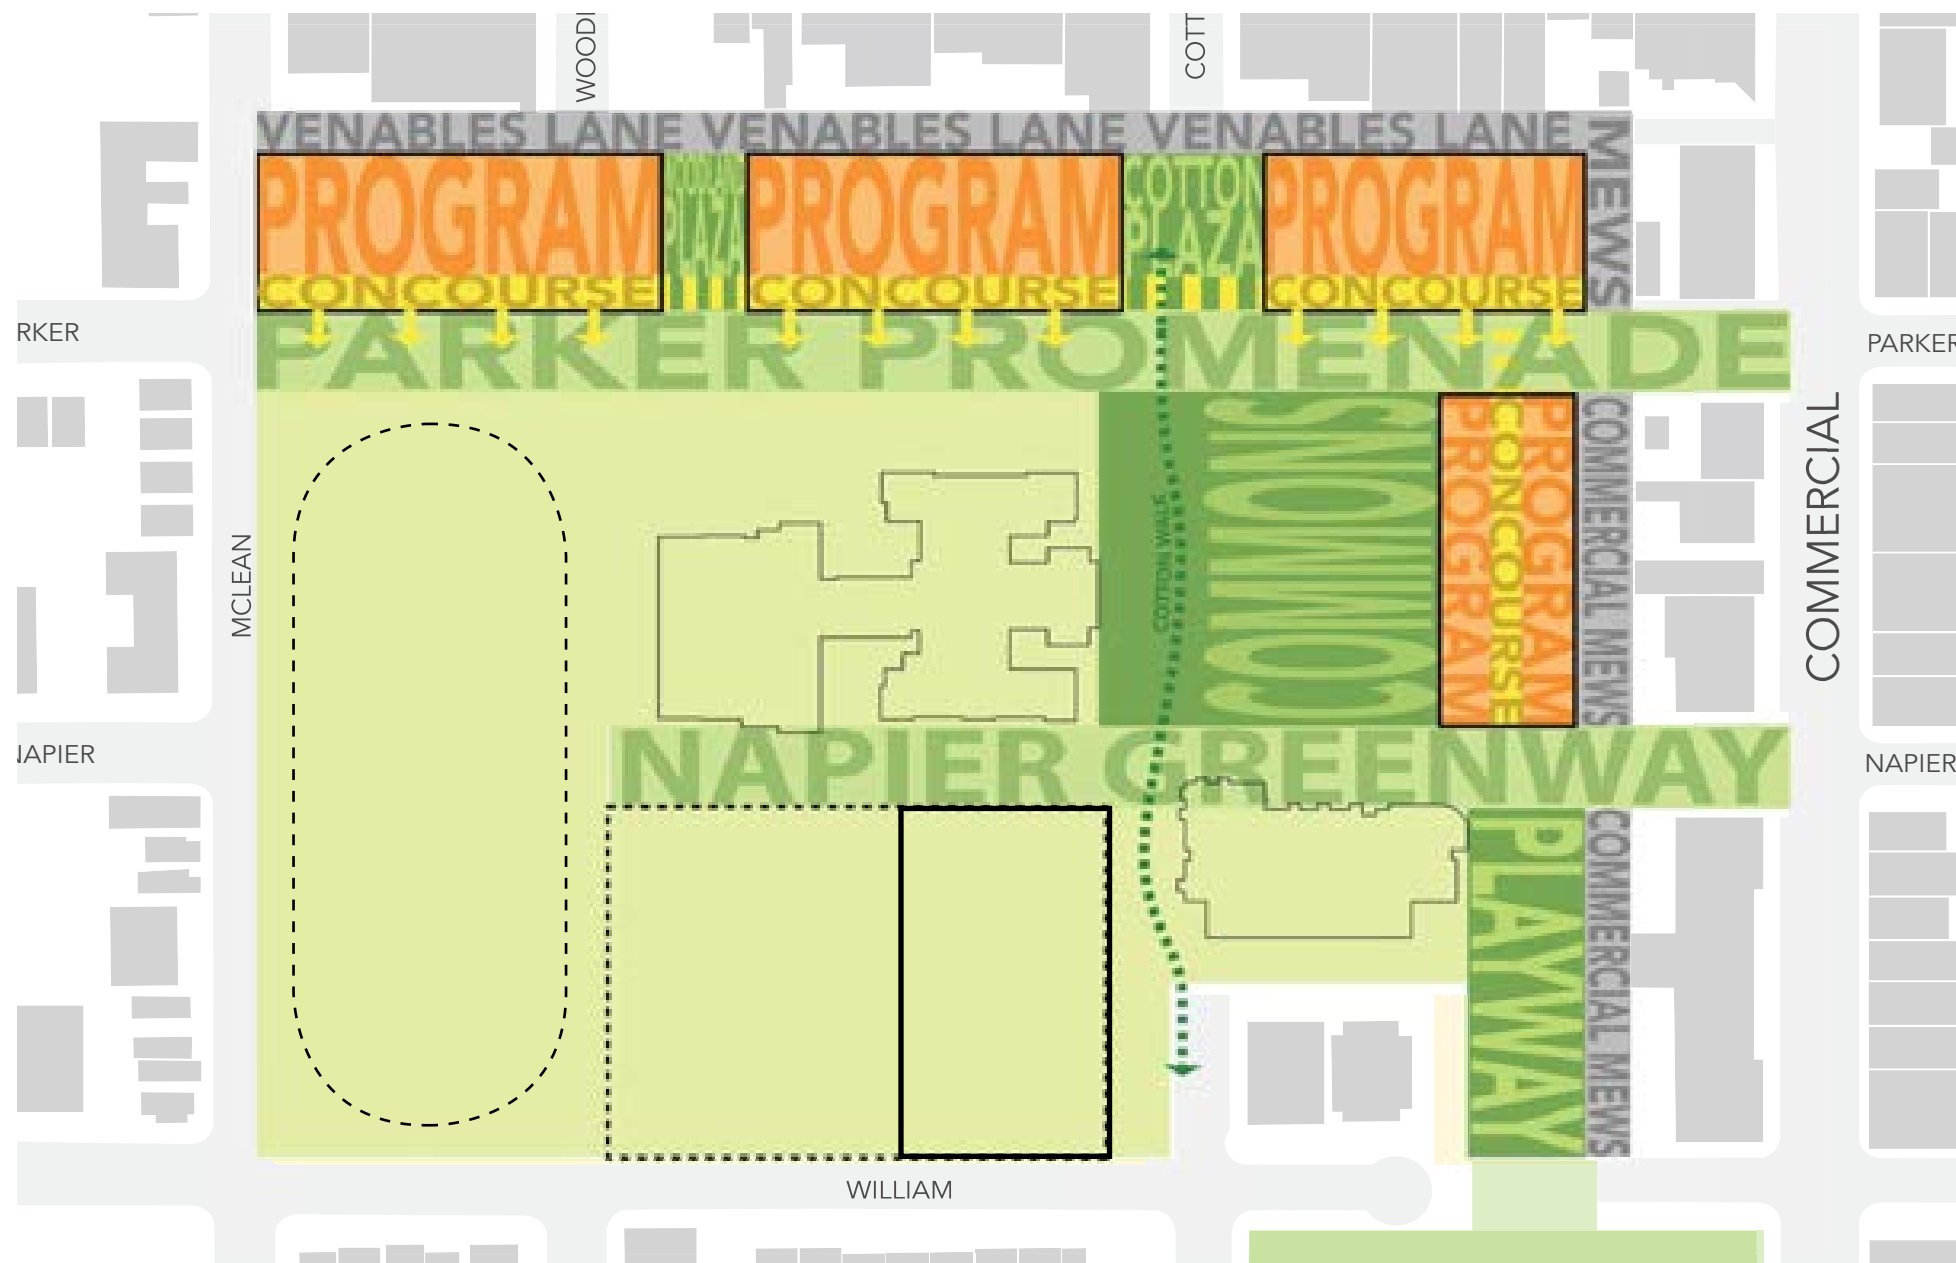 WOODL
COTT
VENABLES LANE VENABLES LANE VENABLES LANE
MEWS
PROGRAM
PLAZA
PROGRAM
COTTON
PLAZA
PROGRAM
CONCOURSE
CONCOURSE
CONCOURSE
RKER
PARKER PROMENADE
PARKER
MCLEAN
COTTON WALK
COMMONS
PROGRAM
CONCOURSE
PROGRAM
COMMERCIAL MEWS
COMMERCIAL
NAPIER
NAPIER GREENWAY
NAPIER
PLAYWAY
COMMERCIAL MEWS
WILLIAM